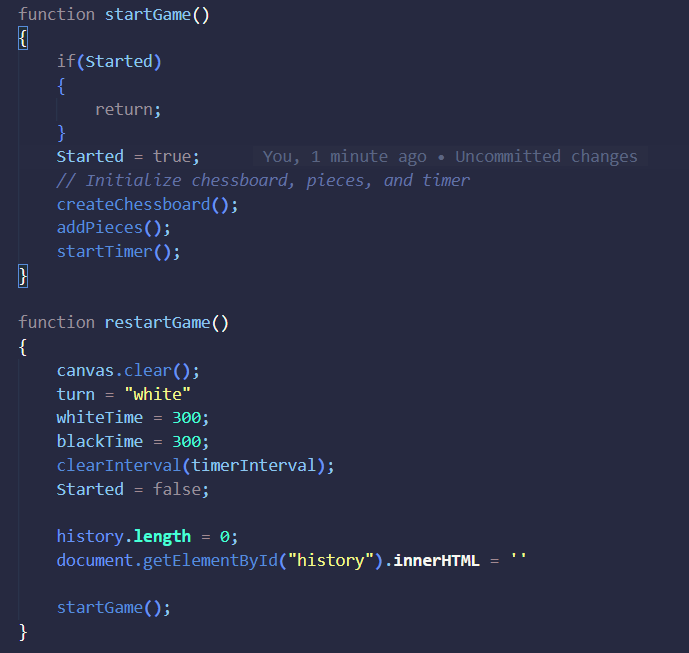 function startGame()
{
    if(Started)
    {
        return;
    }
    Started = true;     You, 1 minute ago • Uncommitted changes
    // Initialize chessboard, pieces, and timer
    createChessboard();
    addPieces();
    startTimer();
}

function restartGame()
{
    canvas.clear();
    turn = "white"
    whiteTime = 300;
    blackTime = 300;
    clearInterval(timerInterval);
    Started = false;

    history.length = 0;
    document.getElementById("history").innerHTML = ''

    startGame();
}